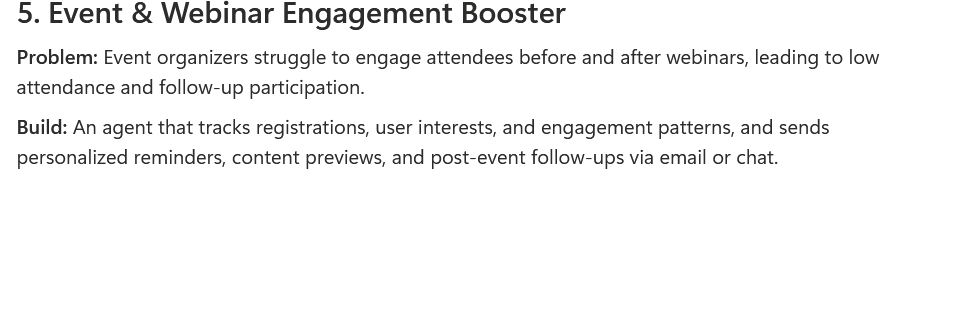 5. Event & Webinar Engagement Booster
Problem: Event organizers struggle to engage attendees before and after webinars, leading to low
attendance and follow-up participation.
Build: An agent that tracks registrations, user interests, and engagement patterns, and sends
personalized reminders, content previews, and post-event follow-ups via email or chat.